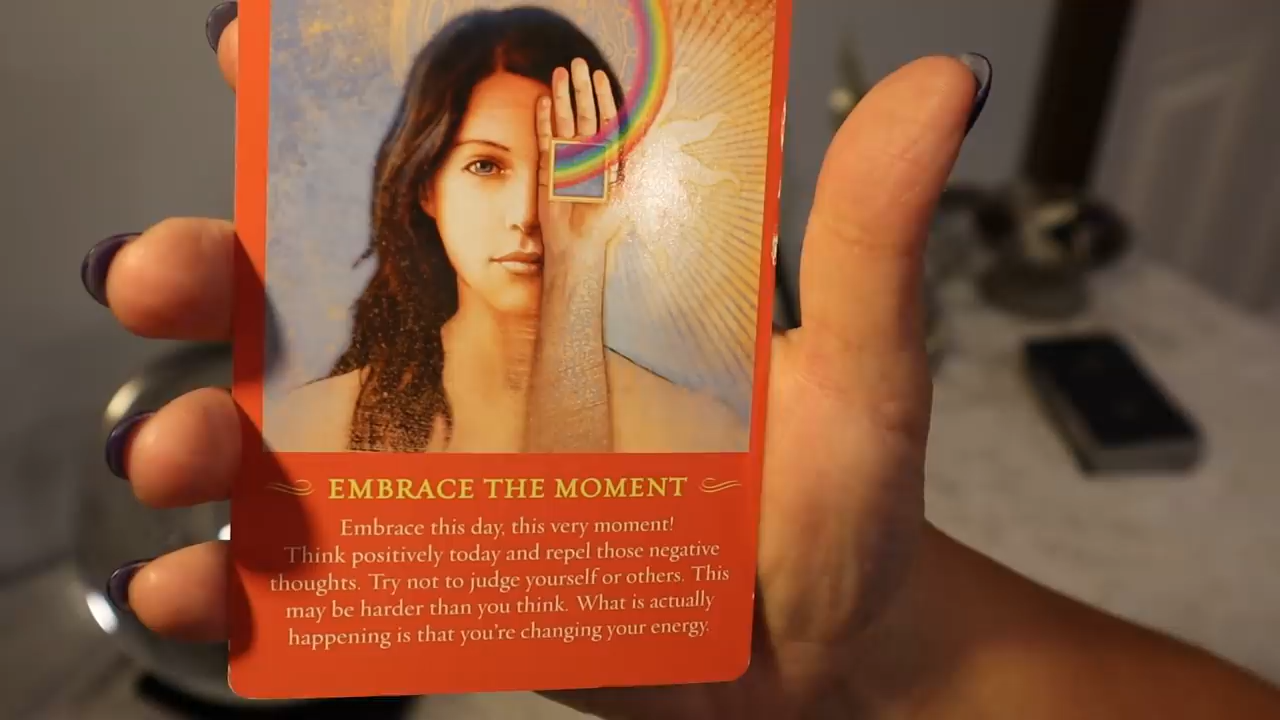 EMBRACE THE MOMENT
Embrace this day, this very moment!
Think positively today and repel those negative
thoughts. Try not to judge yourself or others. This
may be harder than you think. What is actually
happening is that you're changing your energy.